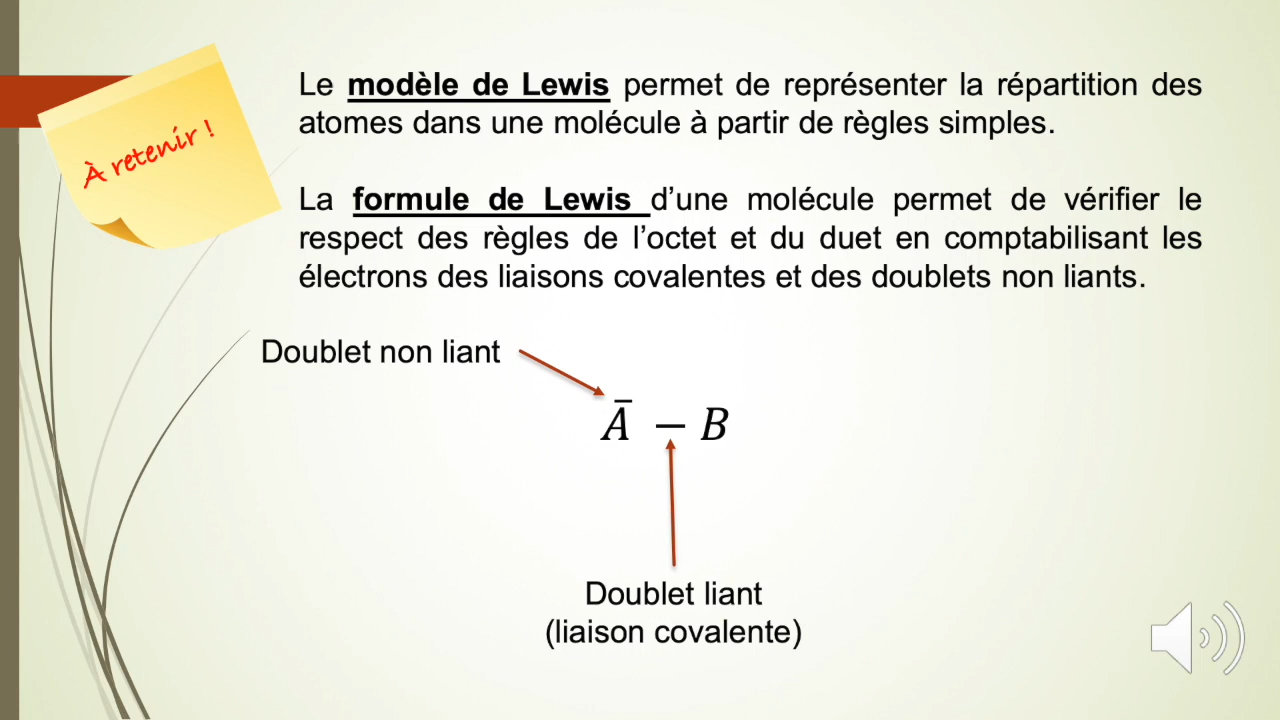 À retenir !
Le modèle de Lewis permet de représenter la répartition des
atomes dans une molécule à partir de règles simples.
La formule de Lewis d’une molécule permet de vérifier le
respect des règles de l’octet et du duet en comptabilisant les
électrons des liaisons covalentes et des doublets non liants.
Doublet non liant
Ā – B
Doublet liant
(liaison covalente)